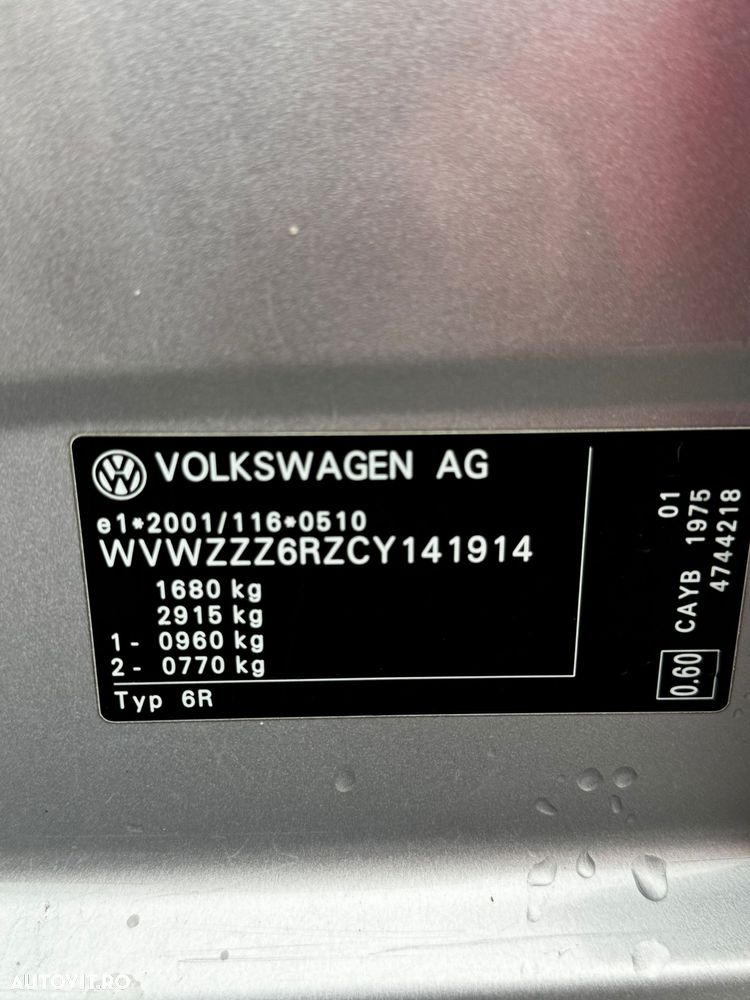 VOLKSWAGEN AG
e1*2001/116*0510
WVWZZZ6RZCY141914
1680 kg
2915 kg
1- 0960 kg
2- 0770 kg
Typ 6R
01
CAYB 1975
4744218
0.60
AUTOVIT.RO